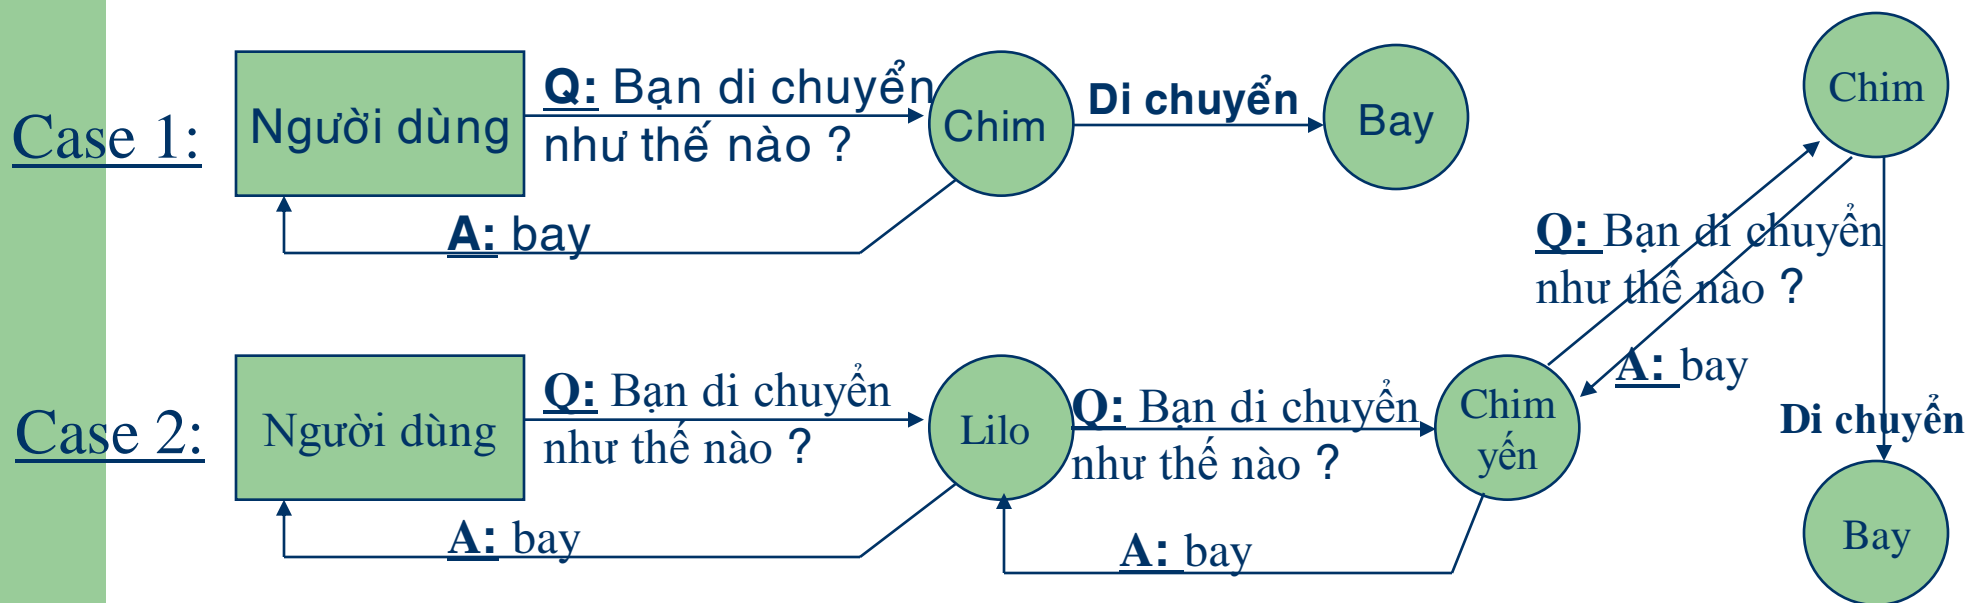 Case 1:
Người dùng
Q: Bạn di chuyển
như thế nào ?
Chim
Di chuyển
Bay
A: bay
Chim
Q: Bạn di chuyển
như thế nào ?
A: bay
Di chuyển
Bay
Case 2:
Người dùng
Q: Bạn di chuyển
như thế nào ?
Lilo
Q: Bạn di chuyển
như thế nào ?
Chim
yến
A: bay
A: bay